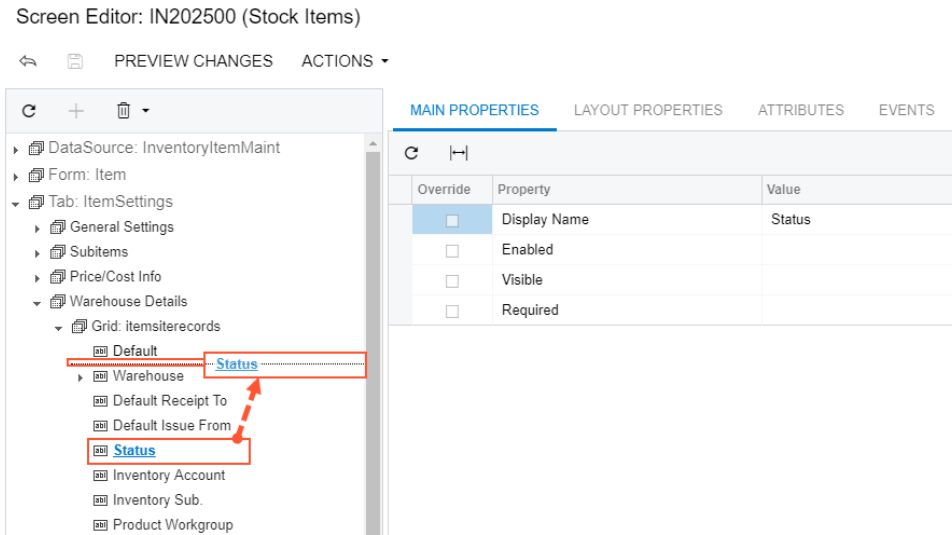 Screen Editor: IN202500 (Stock Items)
PREVIEW CHANGES ACTIONS
MAIN PROPERTIES LAYOUT PROPERTIES ATTRIBUTES EVENTS
DataSource: InventoryItemMaint
Form: Item
Tab: ItemSettings
General Settings
Subitems
Price/Cost Info
Warehouse Details
Grid: itemsiterecords
Default
Status
Warehouse
Default Receipt To
Default Issue From
Status
Inventory Account
Inventory Sub.
Product Workgroup
Override Property Value
Display Name Status
Enabled
Visible
Required